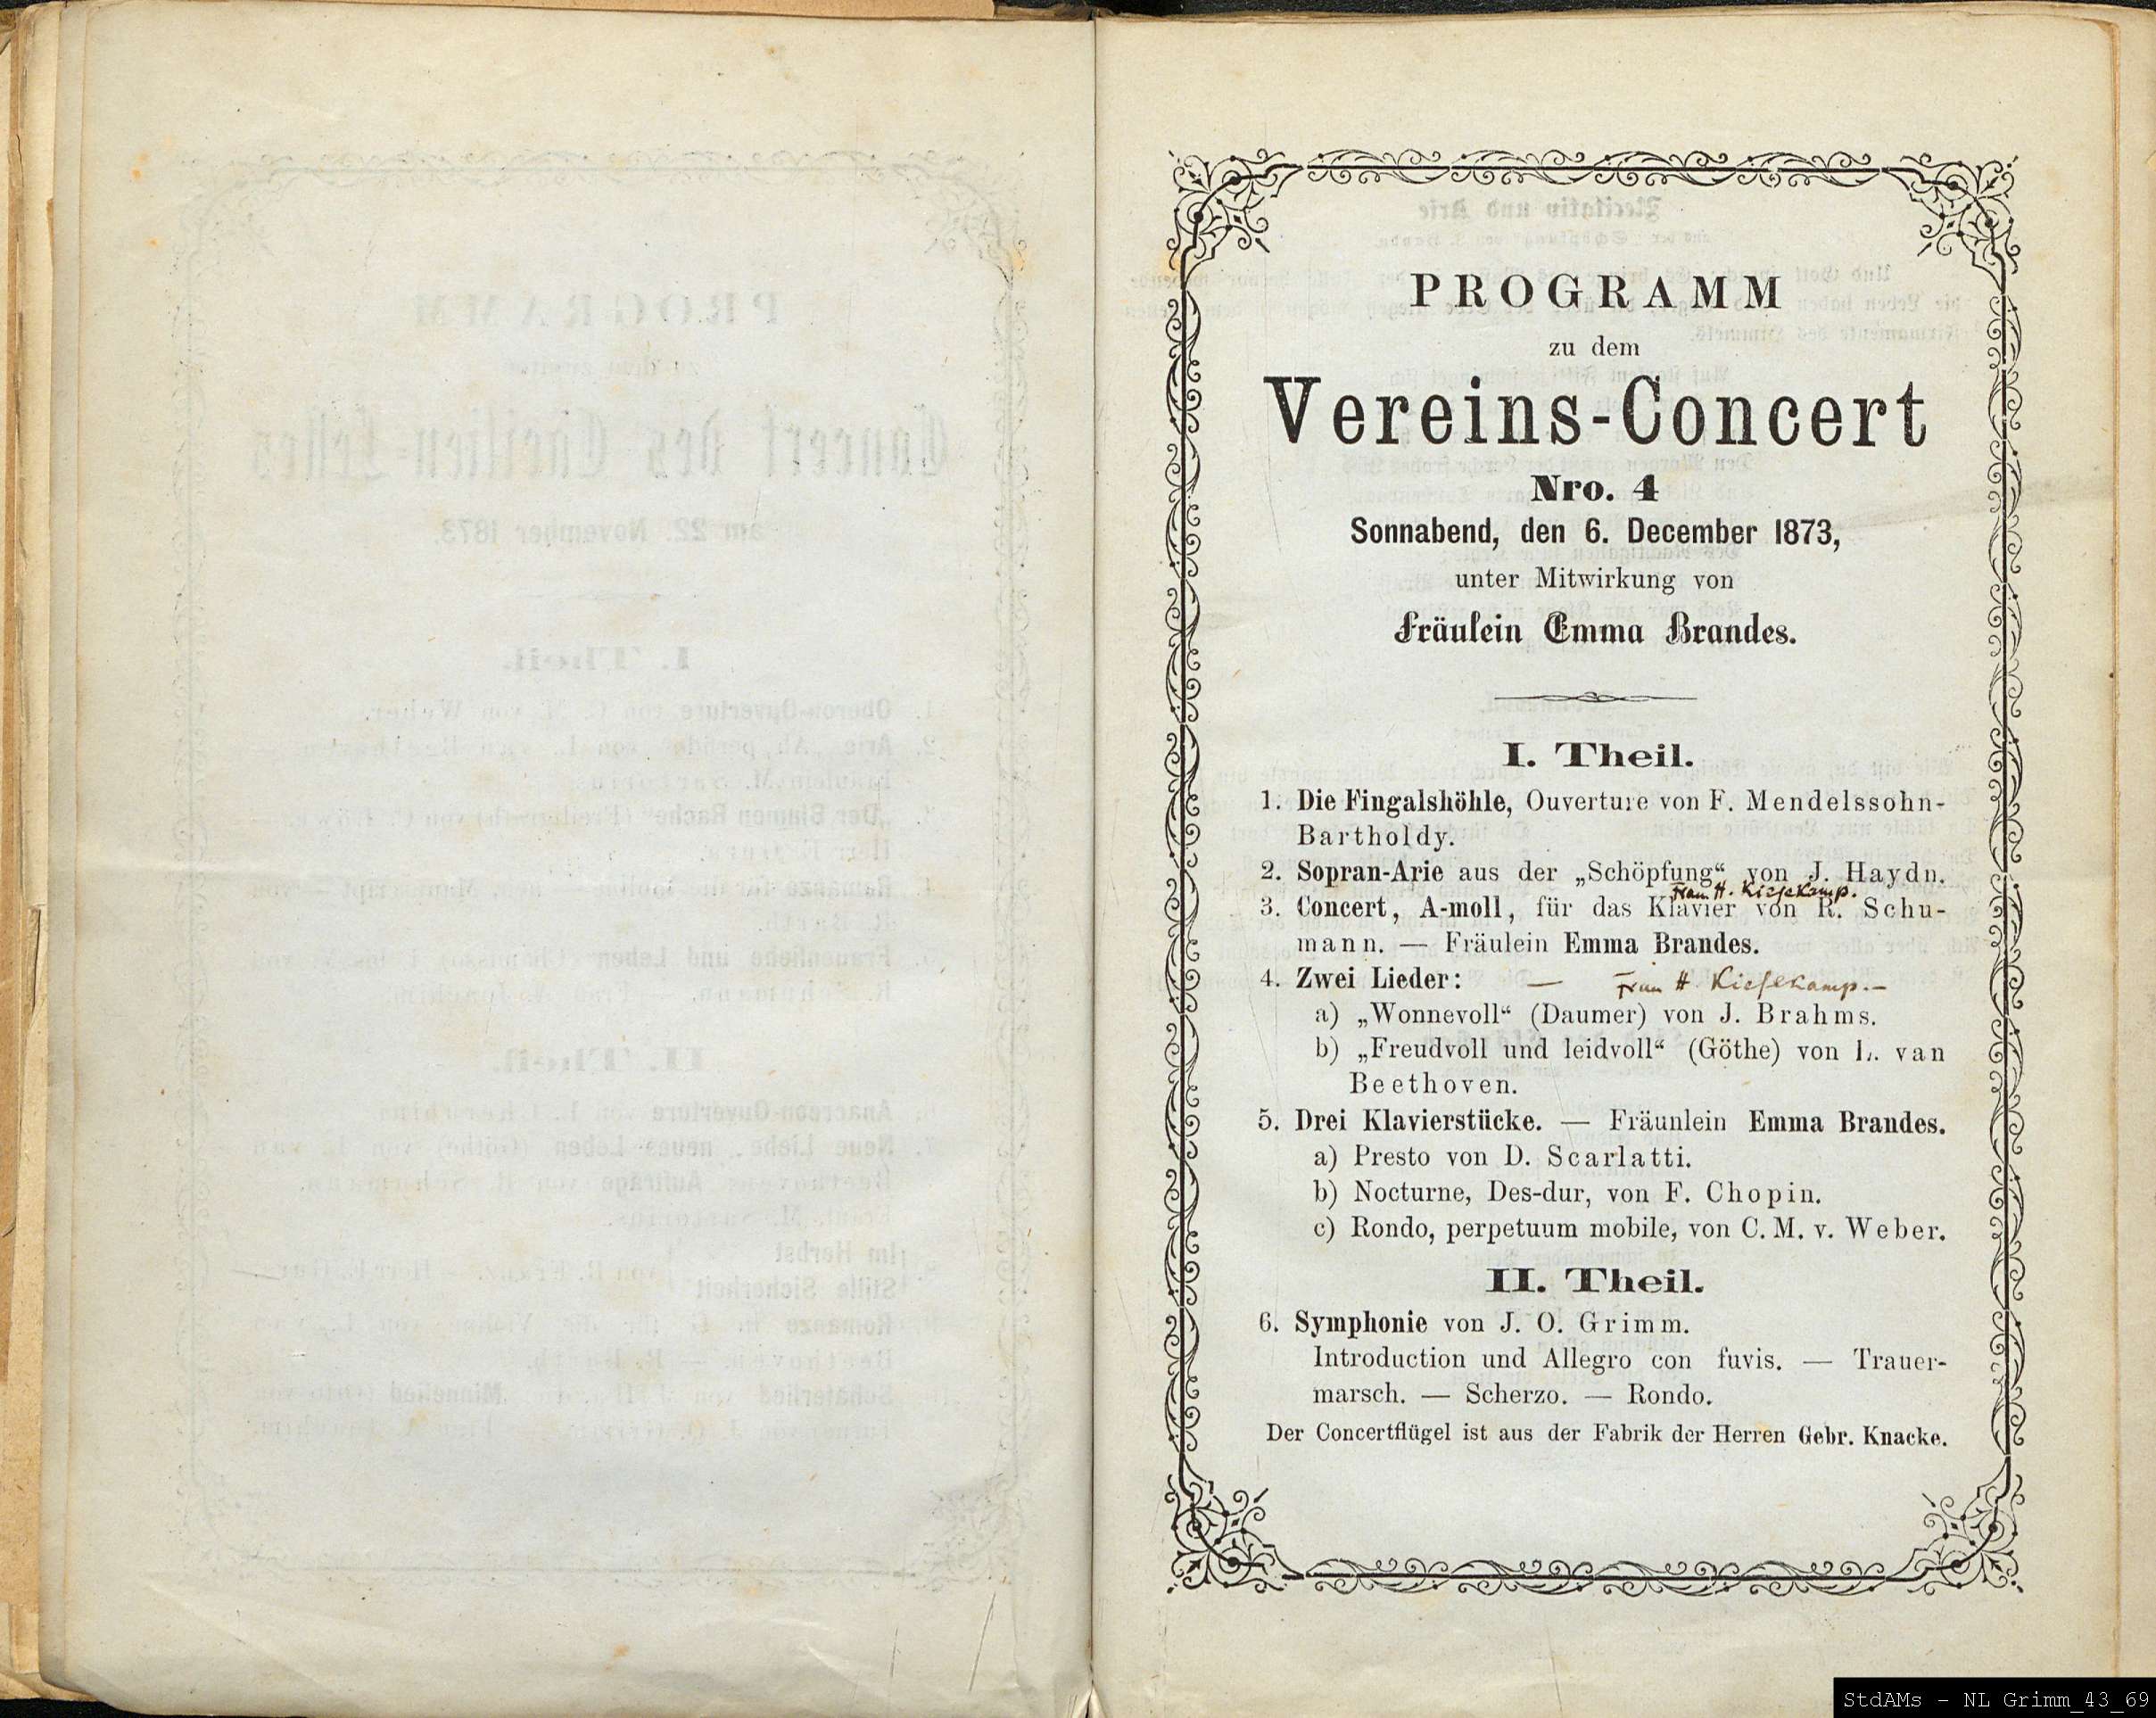 PROGRAMM
zu dem
Vereins-Concert
Nro. 4
Sonnabend, den 6. December 1873,
unter Mitwirkung von
Fräulein Emma Brandes.
I. Theil.
1. Die Fingalshöhle, Ouverture von F. Mendelssohn-
Bartholdy.
2. Sopran-Arie aus der „Schöpfung“ von J. Haydn.
Frau H. Kiesekamp.
3. Concert, A-moll, für das Klavier von R. Schu-
mann. — Fräulein Emma Brandes.
4. Zwei Lieder: — Frau H. Kiesekamp. —
a) „Wonnevoll“ (Daumer) von J. Brahms.
b) „Freudvoll und leidvoll“ (Göthe) von L. van
Beethoven.
5. Drei Klavierstücke. — Fräunlein Emma Brandes.
a) Presto von D. Scarlatti.
b) Nocturne, Des-dur, von F. Chopin.
c) Rondo, perpetuum mobile, von C. M. v. Weber.
II. Theil.
6. Symphonie von J. O. Grimm.
Introduction und Allegro con fuvis. — Trauer-
marsch. — Scherzo. — Rondo.
Der Concertflügel ist aus der Fabrik der Herren Gebr. Knacke.
StdAMs - NL Grimm_43_69